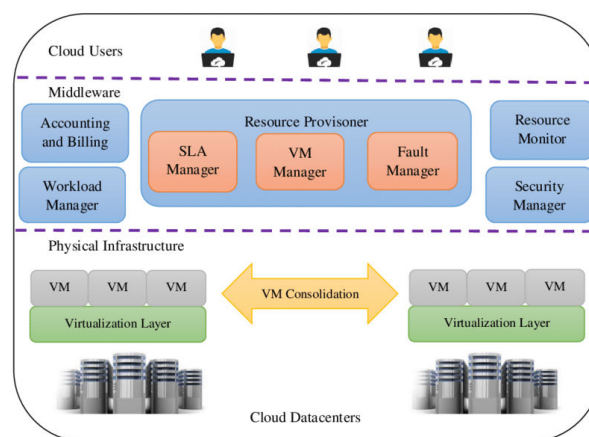 Cloud Users
Middleware
Accounting
and Billing
Workload
Manager
Resource Provisoner
SLA
Manager
VM
Manager
Fault
Manager
Resource
Monitor
Security
Manager
Physical Infrastructure
VM VM VM
Virtualization Layer
VM Consolidation
VM VM VM
Virtualization Layer
Cloud Datacenters